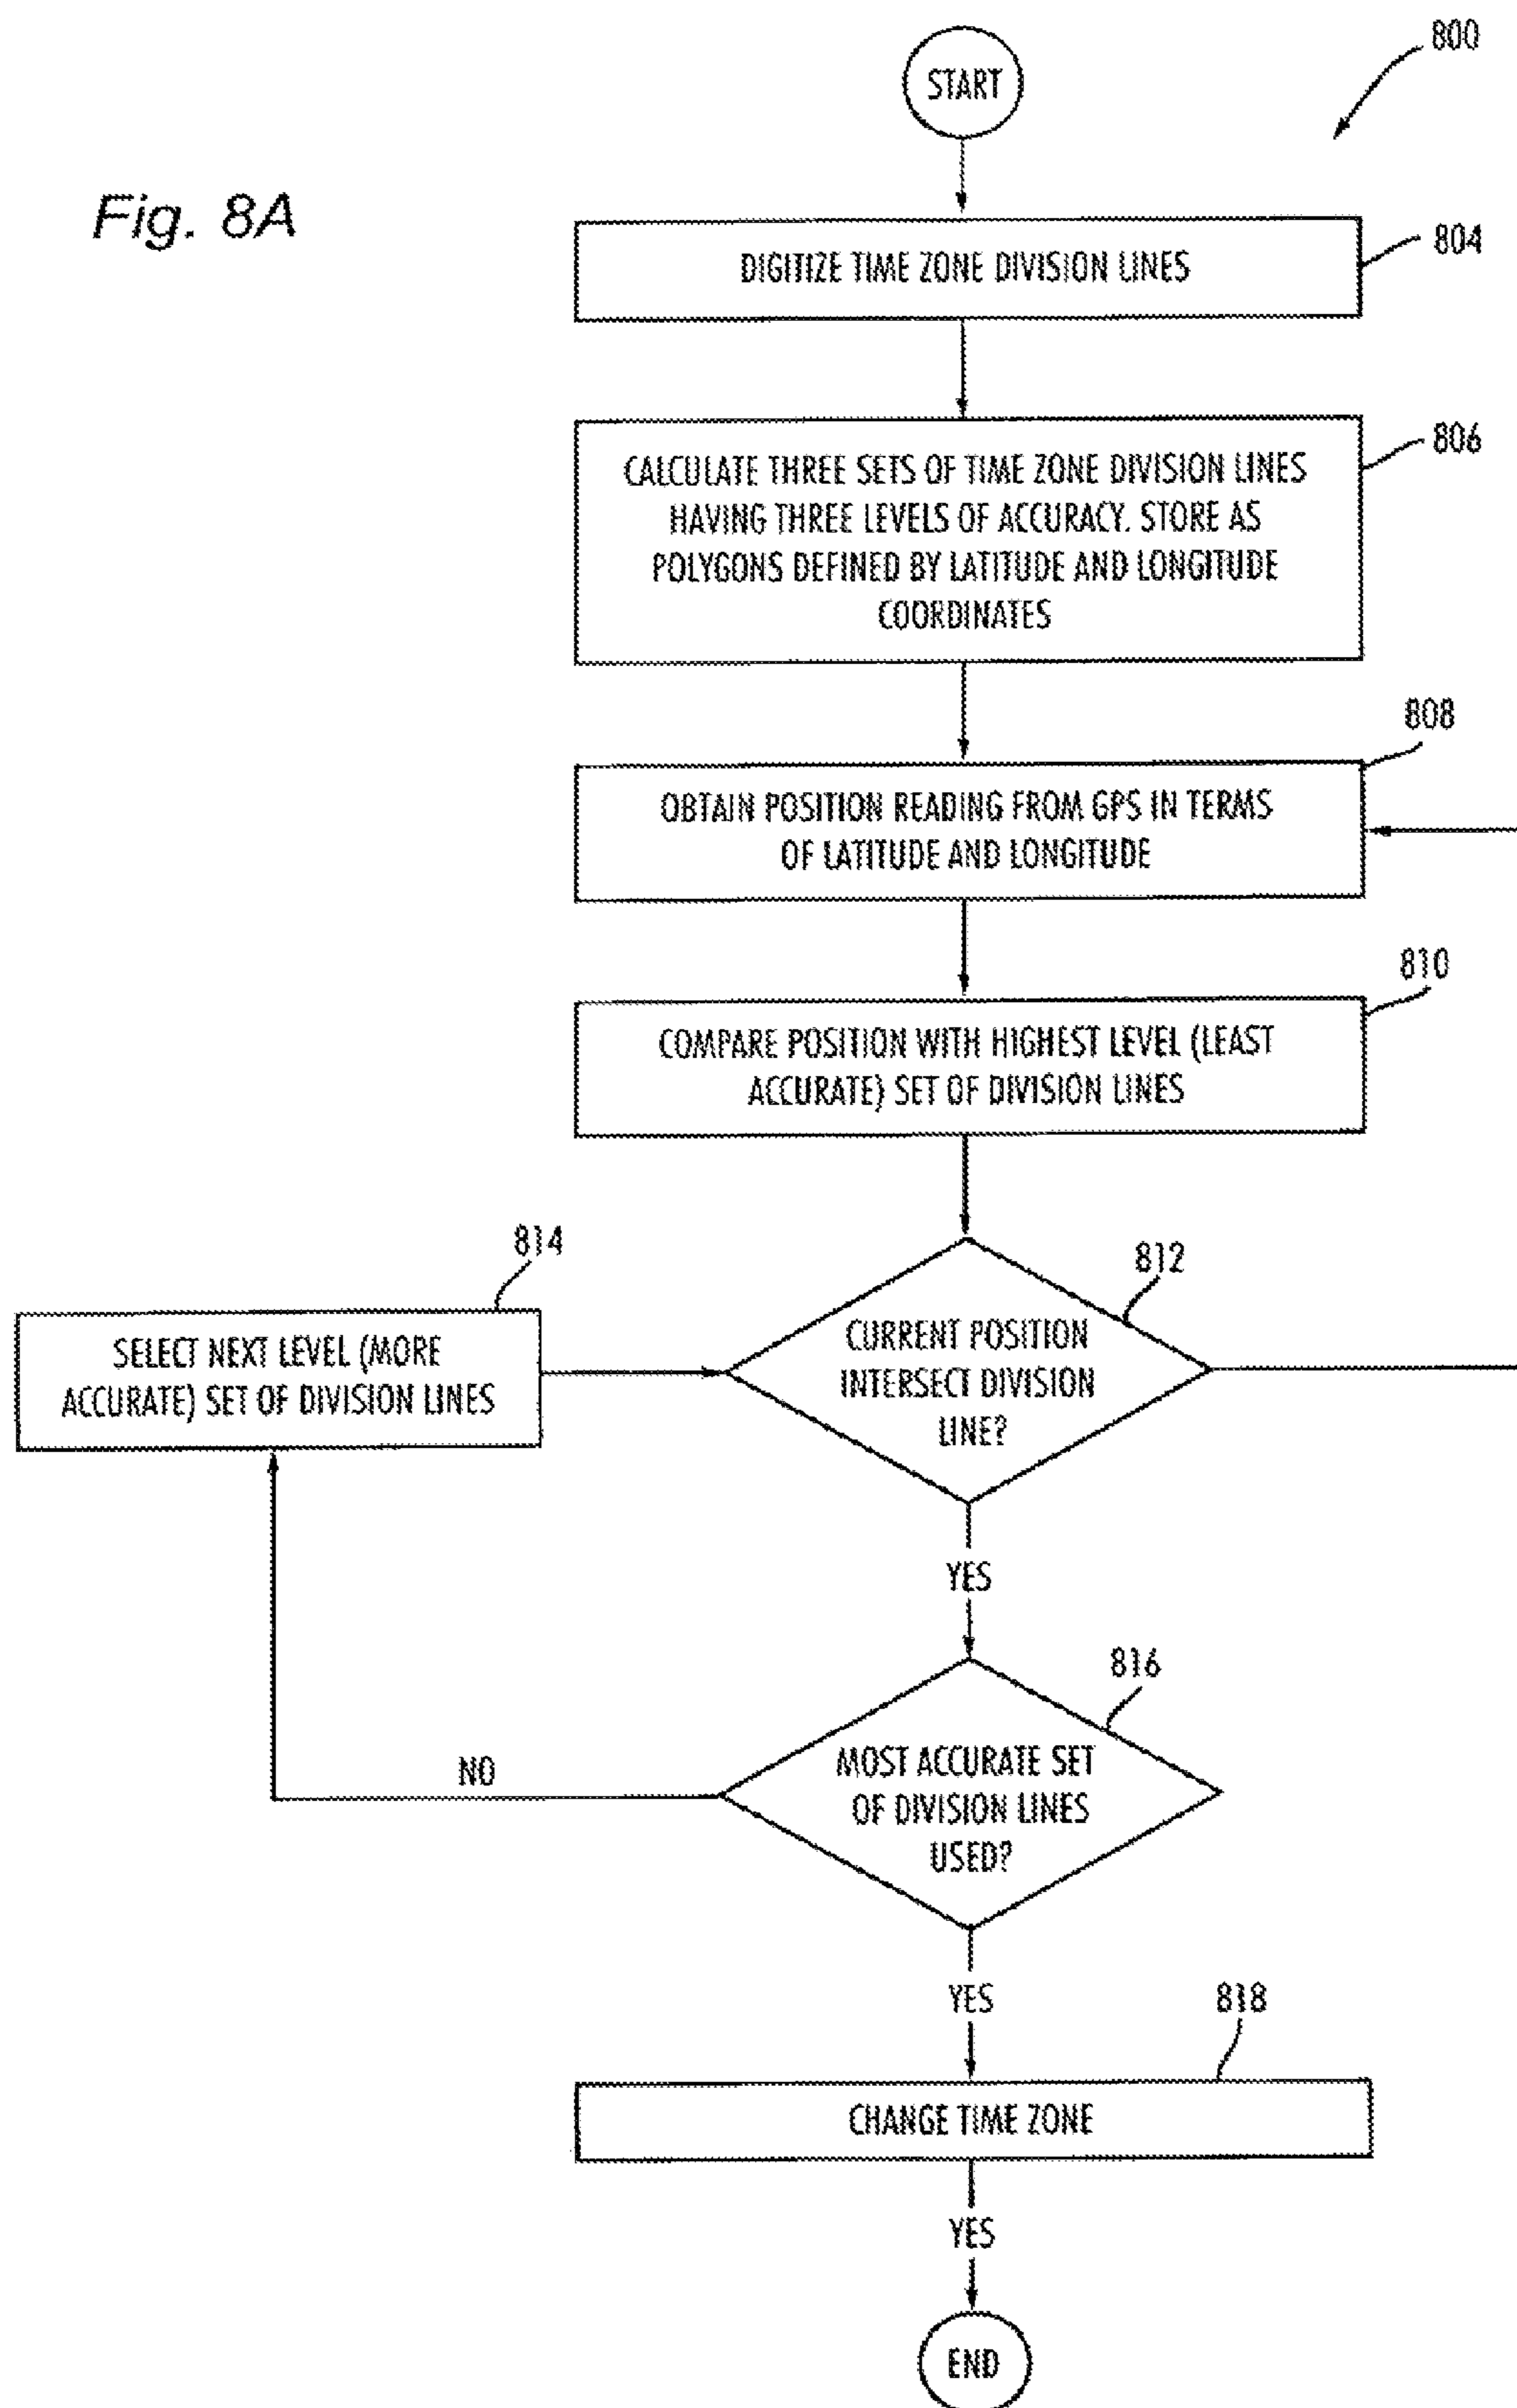 800
START
Fig. 8A
804
DIGITIZE TIME ZONE DIVISION LINES
806
CALCULATE THREE SETS OF TIME ZONE DIVISION LINES
HAVING THREE LEVELS OF ACCURACY. STORE AS
POLYGONS DEFINED BY LATITUDE AND LONGITUDE
COORDINATES
808
OBTAIN POSITION READING FROM GPS IN TERMS
OF LATITUDE AND LONGITUDE
810
COMPARE POSITION WITH HIGHEST LEVEL (LEAST
ACCURATE) SET OF DIVISION LINES
814
812
SELECT NEXT LEVEL (MORE
ACCURATE) SET OF DIVISION LINES
CURRENT POSITION
INTERSECT DIVISION
LINE?
YES
816
MOST ACCURATE SET
OF DIVISION LINES
USED?
NO
YES
818
CHANGE TIME ZONE
YES
END